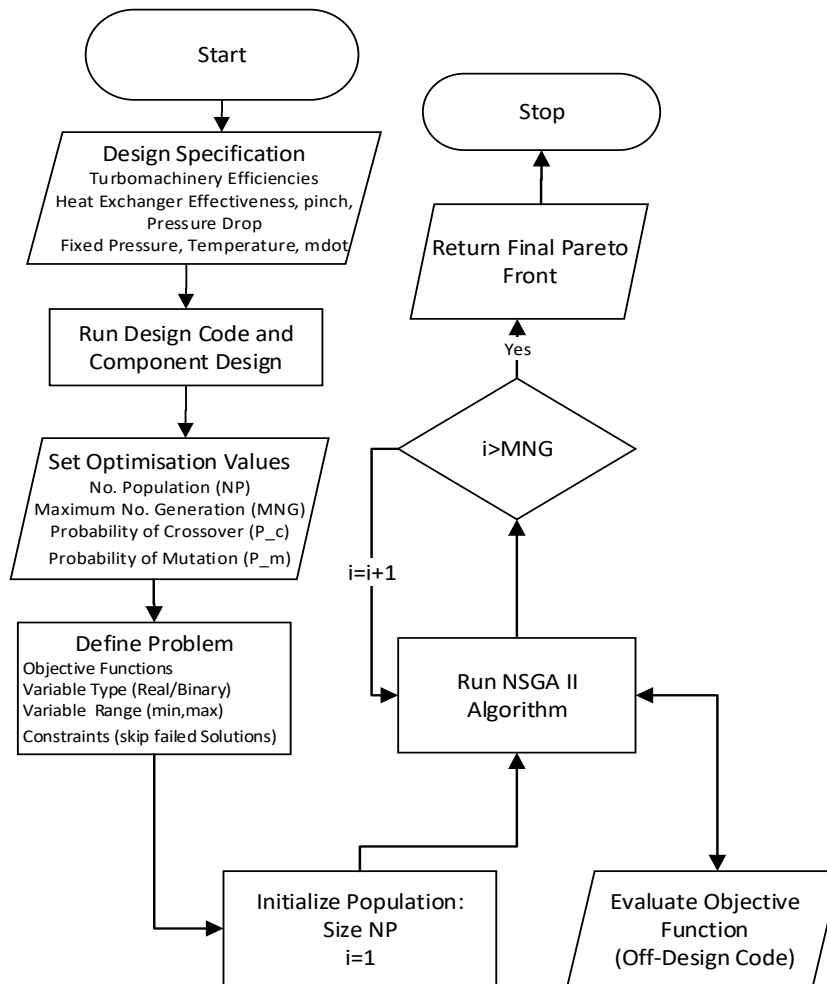 Start
Design Specification
Turbomachinery Efficiencies
Heat Exchanger Effectiveness, pinch,
Pressure Drop
Fixed Pressure, Temperature, mdot
Run Design Code and
Component Design
Set Optimisation Values
No. Population (NP)
Maximum No. Generation (MNG)
Probability of Crossover (P_c)
Probability of Mutation (P_m)
Define Problem
Objective Functions
Variable Type (Real/Binary)
Variable Range (min,max)
Constraints (skip failed Solutions)
Initialize Population:
Size NP
i=1
Run NSGA II
Algorithm
Evaluate Objective
Function
(Off-Design Code)
i>MNG
i=i+1
Yes
Return Final Pareto
Front
Stop